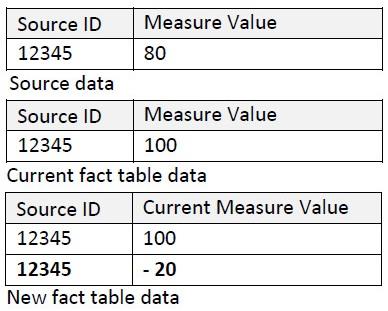 Source ID Measure Value
12345 80
Source data
Source ID Measure Value
12345 100
Current fact table data
Source ID Current Measure Value
12345 100
12345 - 20
New fact table data